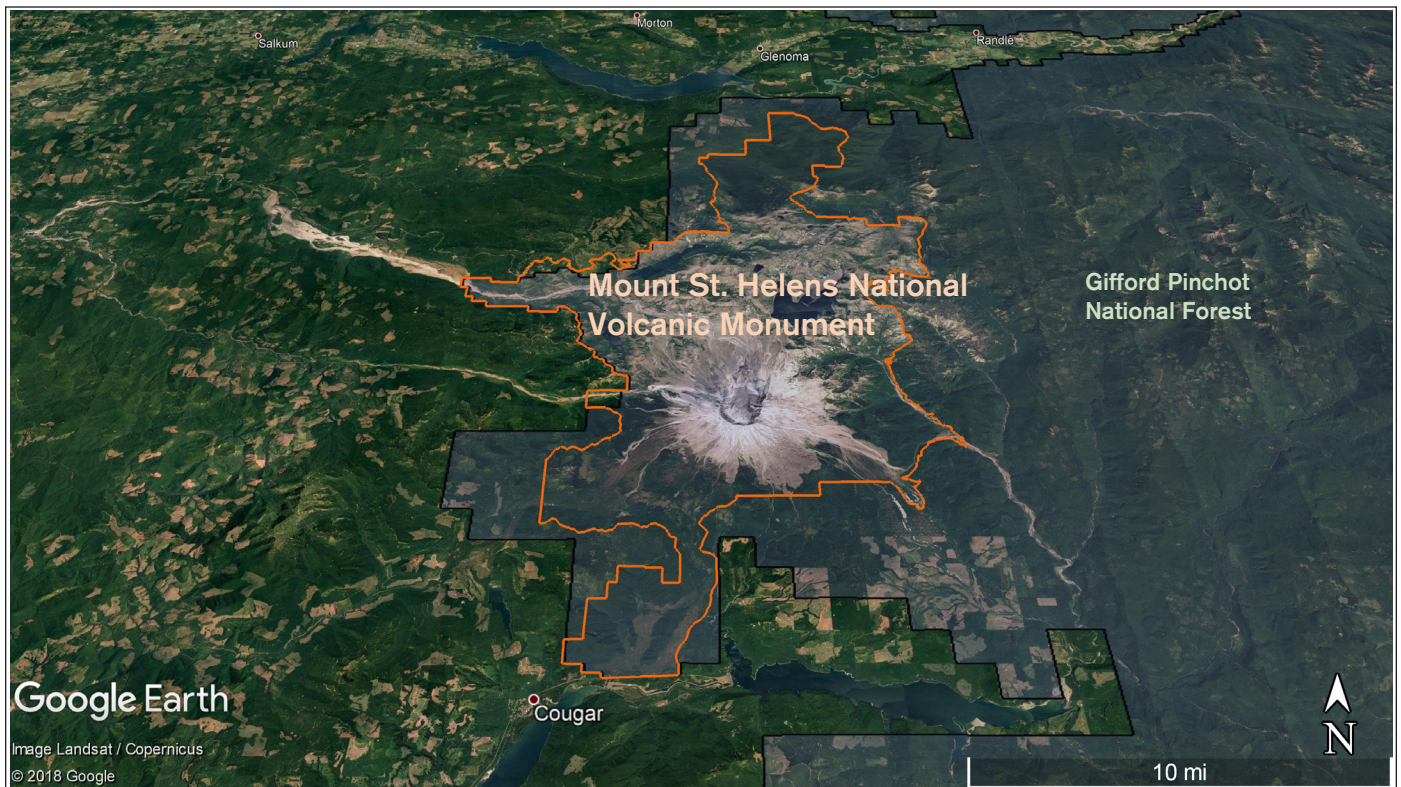 Morton
Salkum
Randle
Glenoma
Mount St. Helens National
Volcanic Monument
Gifford Pinchot
National Forest
Google Earth
Cougar
N
Image Landsat / Copernicus
© 2018 Google
10 mi